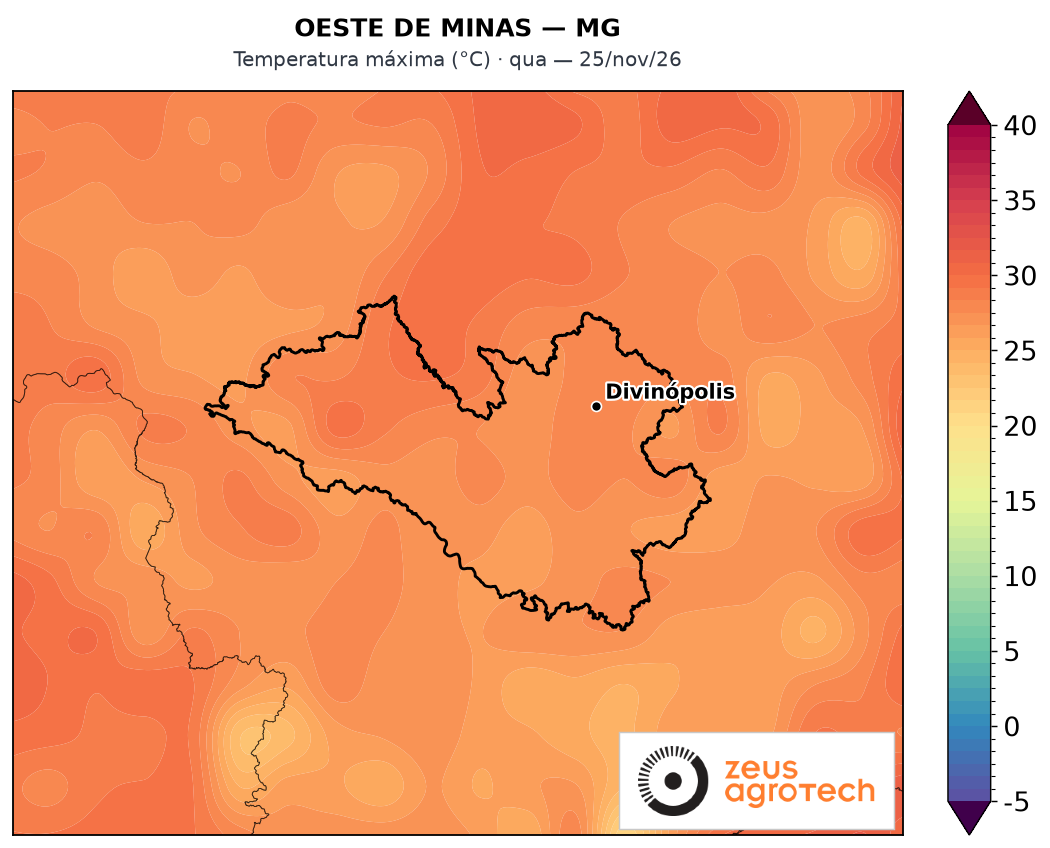 OESTE DE MINAS — MG
Temperatura máxima (°C) · qua — 25/nov/26
Divinópolis
40
35
30
25
20
15
10
5
0
-5
zeus
agrotech